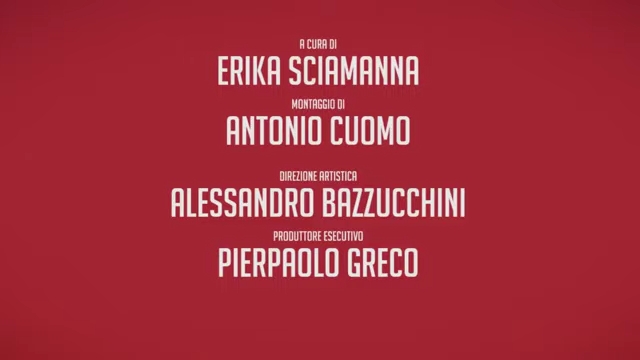 A CURA DI
ERIKA SCIAMANNA
MONTAGGIO DI
ANTONIO CUOMO
DIREZIONE ARTISTICA
ALESSANDRO BAZZUCCHINI
PRODUTTORE ESECUTIVO
PIERPAOLO GRECO